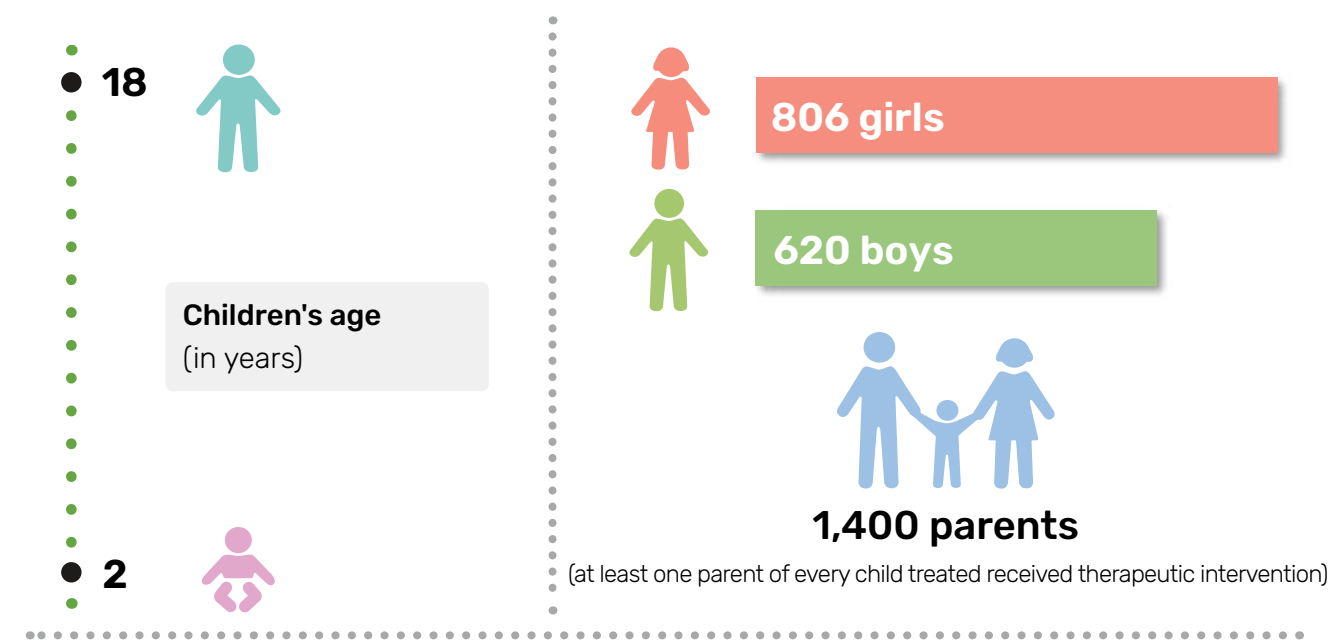 18
Children's age
(in years)
2
806 girls
620 boys
1,400 parents
(at least one parent of every child treated received therapeutic intervention)